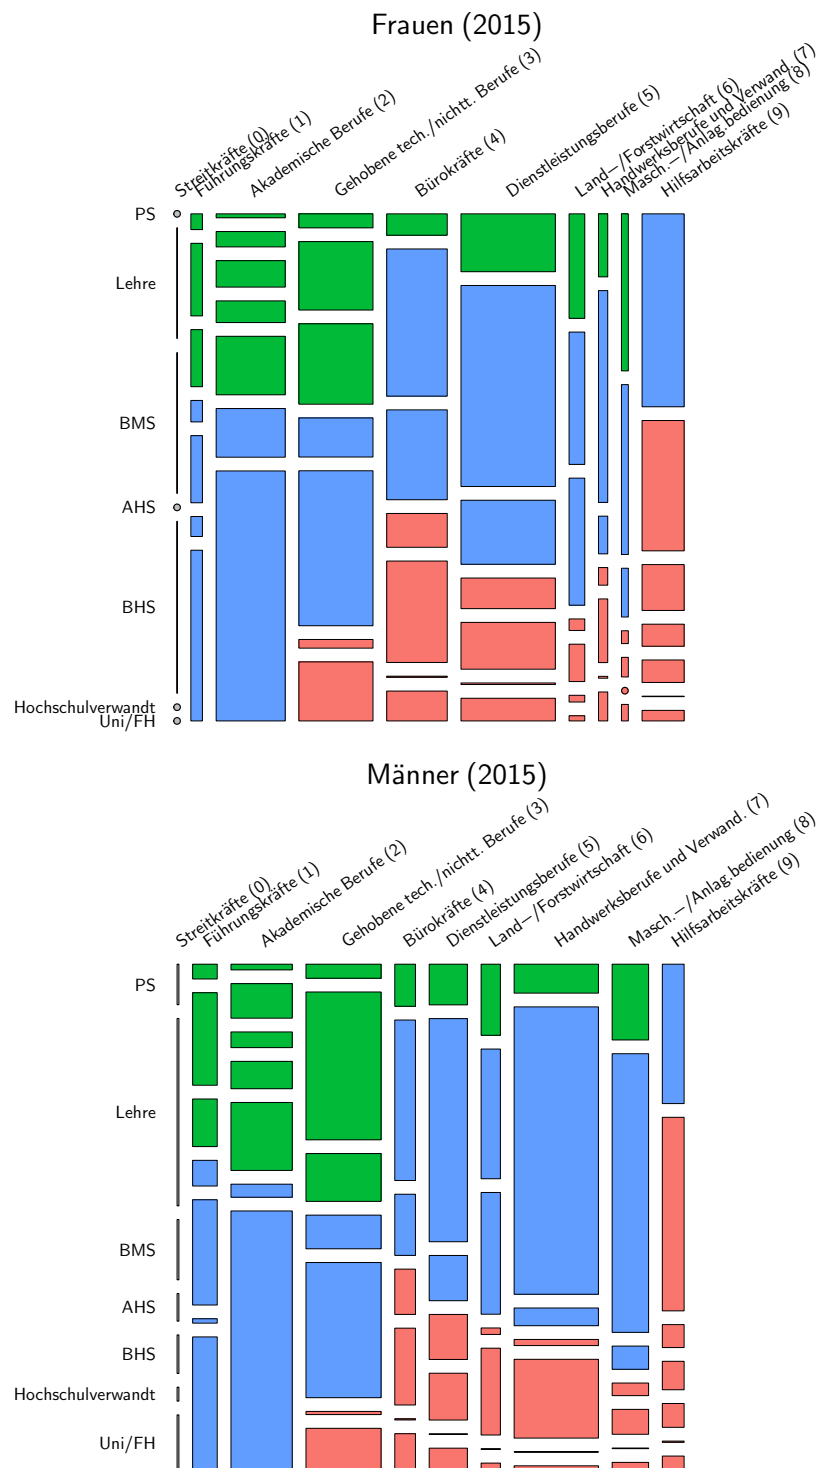 Frauen (2015)
Streitkräfte (0)
Führungskräfte (1)
Akademische Berufe (2)
Gehobene tech./nichtt. Berufe (3)
Bürokräfte (4)
Dienstleistungsberufe (5)
Land−/Forstwirtschaft (6)
Handwerksberufe und Verwand. (7)
Masch.−/Anlag.bedienung (8)
Hilfsarbeitskräfte (9)
PS
Lehre
BMS
AHS
BHS
Hochschulverwandt
Uni/FH
Männer (2015)
Streitkräfte (0)
Führungskräfte (1)
Akademische Berufe (2)
Gehobene tech./nichtt. Berufe (3)
Bürokräfte (4)
Dienstleistungsberufe (5)
Land−/Forstwirtschaft (6)
Handwerksberufe und Verwand. (7)
Masch.−/Anlag.bedienung (8)
Hilfsarbeitskräfte (9)
PS
Lehre
BMS
AHS
BHS
Hochschulverwandt
Uni/FH